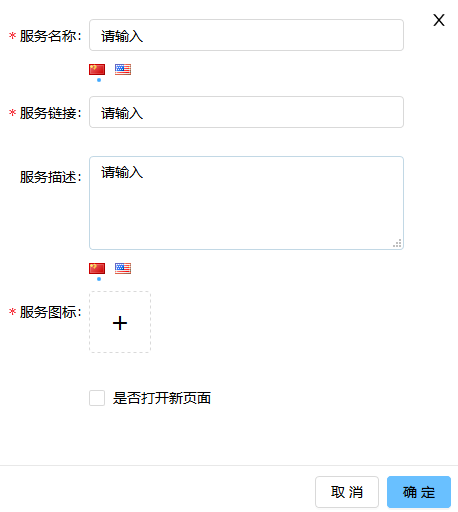 X
* 服务名称: 请输入
* 服务链接: 请输入
服务描述: 请输入
* 服务图标: +
是否打开新页面
取 消 确 定